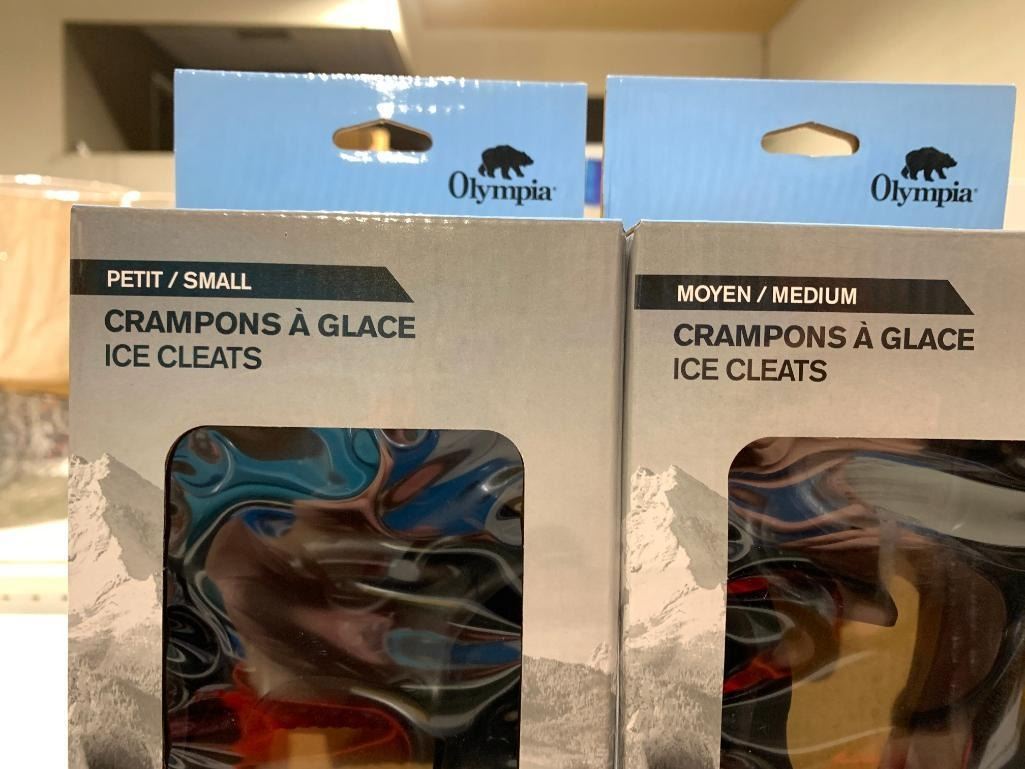 Olympia
PETIT / SMALL
CRAMPONS À GLACE
ICE CLEATS
Olympia
MOYEN / MEDIUM
CRAMPONS À GLACE
ICE CLEATS